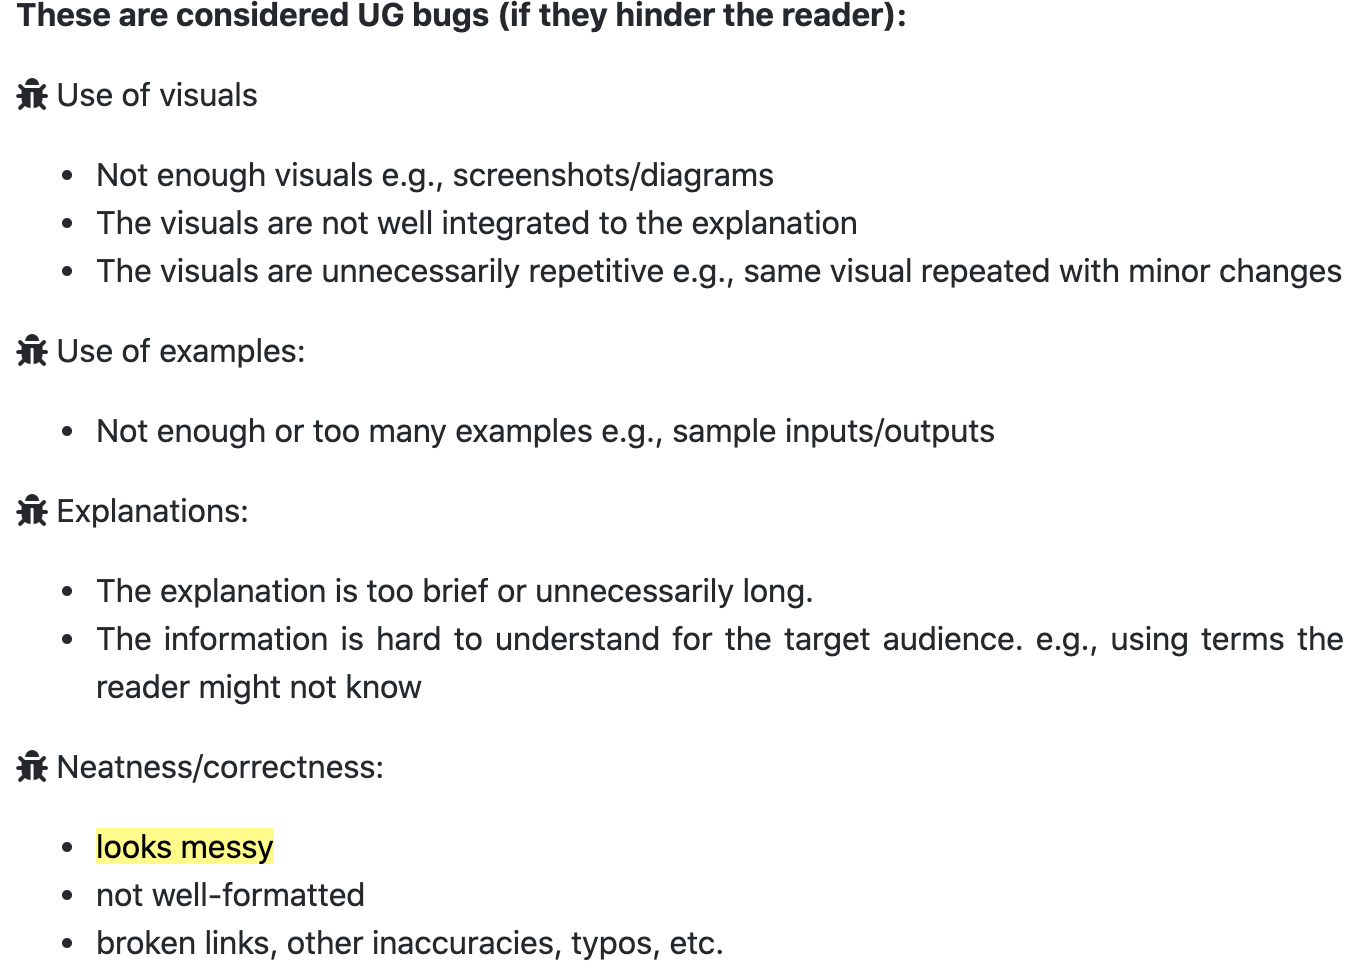 These are considered UG bugs (if they hinder the reader):
Use of visuals
• Not enough visuals e.g., screenshots/diagrams
• The visuals are not well integrated to the explanation
• The visuals are unnecessarily repetitive e.g., same visual repeated with minor changes
Use of examples:
• Not enough or too many examples e.g., sample inputs/outputs
Explanations:
• The explanation is too brief or unnecessarily long.
• The information is hard to understand for the target audience. e.g., using terms the
reader might not know
Neatness/correctness:
• looks messy
• not well-formatted
• broken links, other inaccuracies, typos, etc.